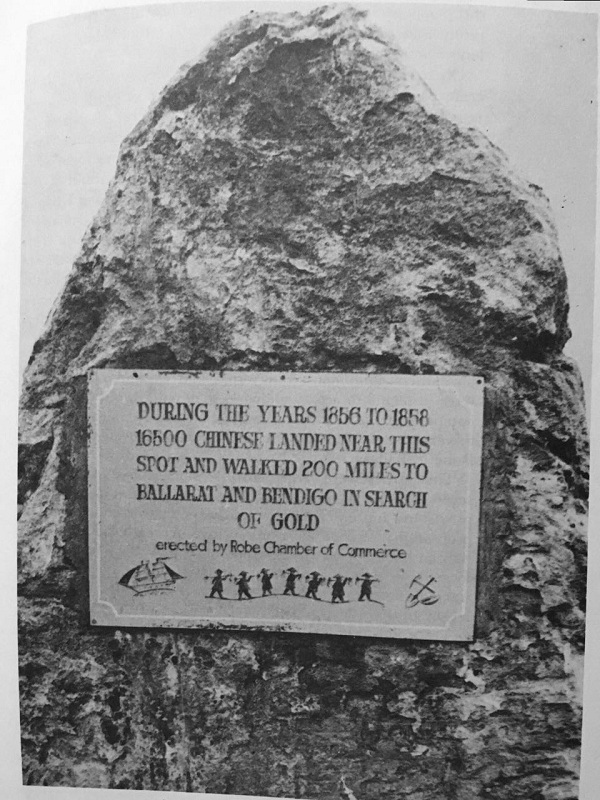 DURING THE YEARS 1856 TO 1858
16500 CHINESE LANDED NEAR THIS
SPOT AND WALKED 200 MILES TO
BALLARAT AND BENDIGO IN SEARCH
OF GOLD
erected by Robe Chamber of Commerce